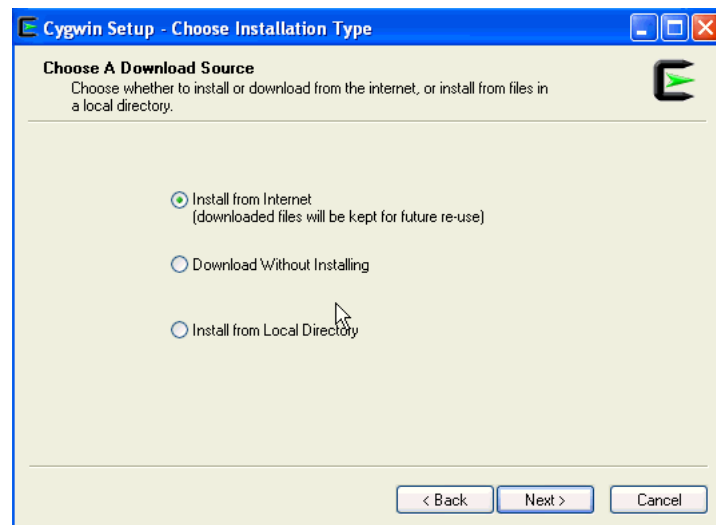 Cygwin Setup - Choose Installation Type
Choose A Download Source
Choose whether to install or download from the internet, or install from files in
a local directory.
Install from Internet
(downloaded files will be kept for future re-use)
Download Without Installing
Install from Local Directory
< Back
Next >
Cancel